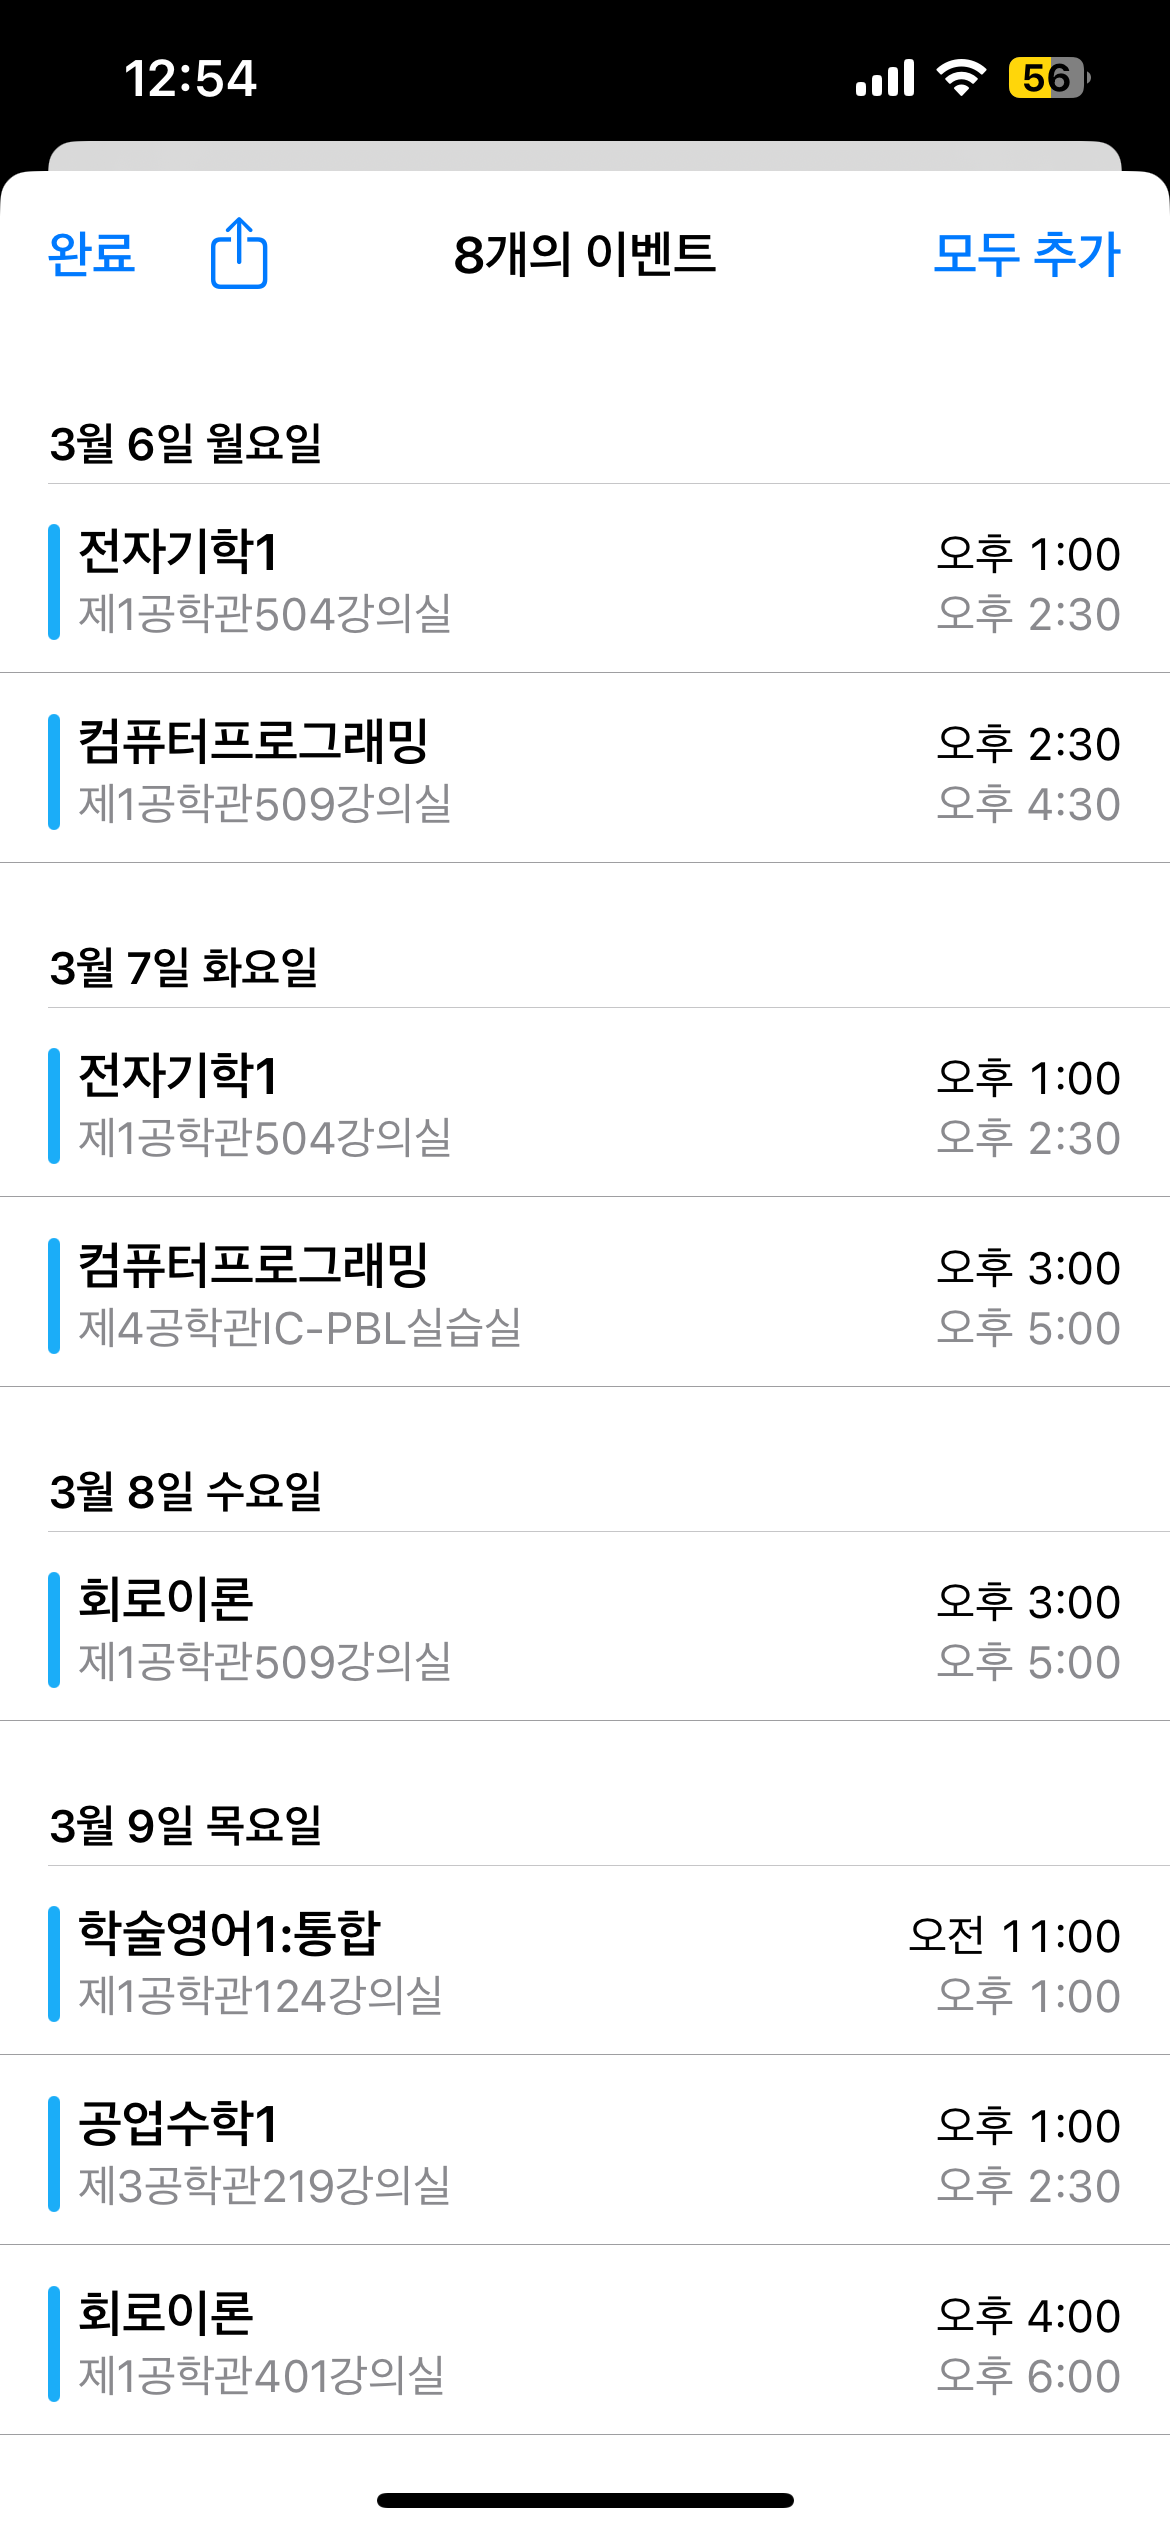 12:54
56
완료
8개의 이벤트
모두 추가
3월 6일 월요일
전자기학1
오후 1:00
제1공학관504강의실
오후 2:30
컴퓨터프로그래밍
오후 2:30
제1공학관509강의실
오후 4:30
3월 7일 화요일
전자기학1
오후 1:00
제1공학관504강의실
오후 2:30
컴퓨터프로그래밍
오후 3:00
제4공학관IC-PBL실습실
오후 5:00
3월 8일 수요일
회로이론
오후 3:00
제1공학관509강의실
오후 5:00
3월 9일 목요일
학술영어1:통합
오전 11:00
제1공학관124강의실
오후 1:00
공업수학1
오후 1:00
제3공학관219강의실
오후 2:30
회로이론
오후 4:00
제1공학관401강의실
오후 6:00